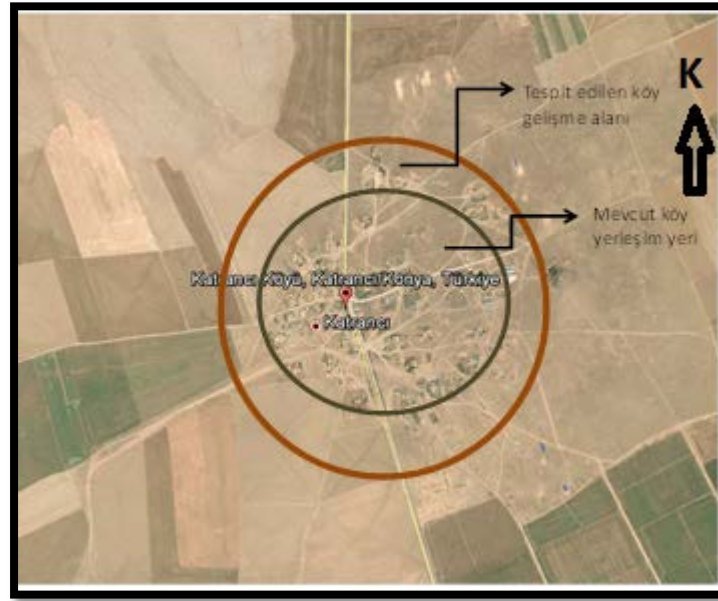 Tespit edilen köy
gelişme alanı
K
Mevcut köy
yerleşim yeri
Katrancı Köyü, Katrancı/Konya, Türkiye
Katrancı